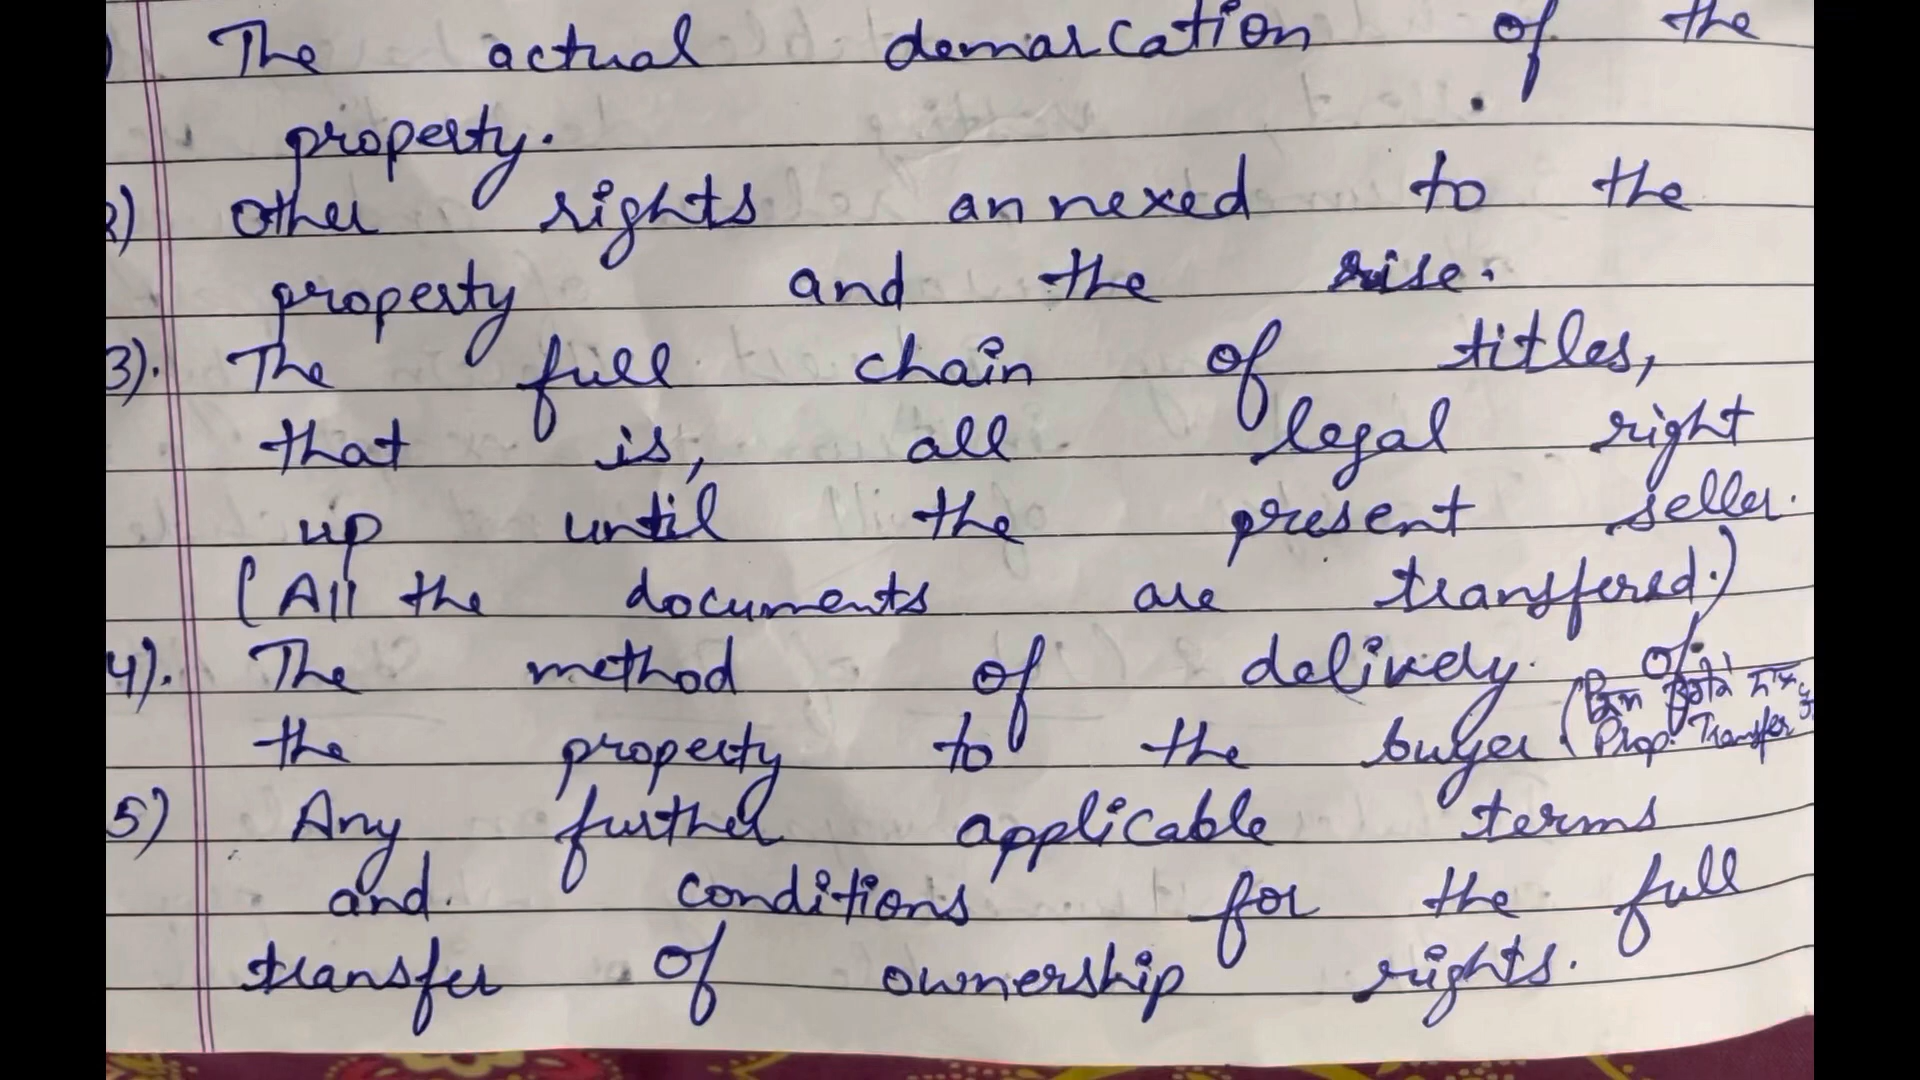 ) The actual demarcation of the
property.
2) Other rights annexed to the
property and the rise.
3). The full chain of titles,
that is, all legal right
up until the present seller.
(All the documents are transfered.)
4). The method of delivery. of
the property to the buyer (
Prop. Transfer
5) Any further applicable terms
and. conditions for the full
transfer of ownership rights.